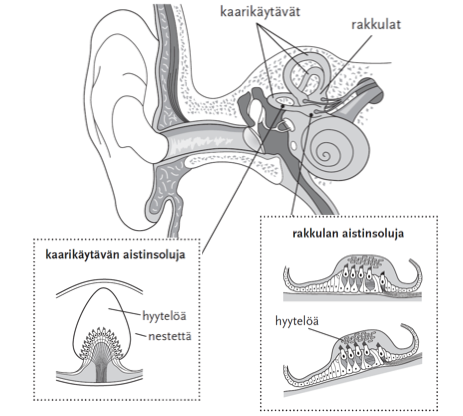 kaarikäytävät
rakkulat
kaarikäytävän aistinsoluja
hyytelöä
nestettä
rakkulan aistinsoluja
hyytelöä